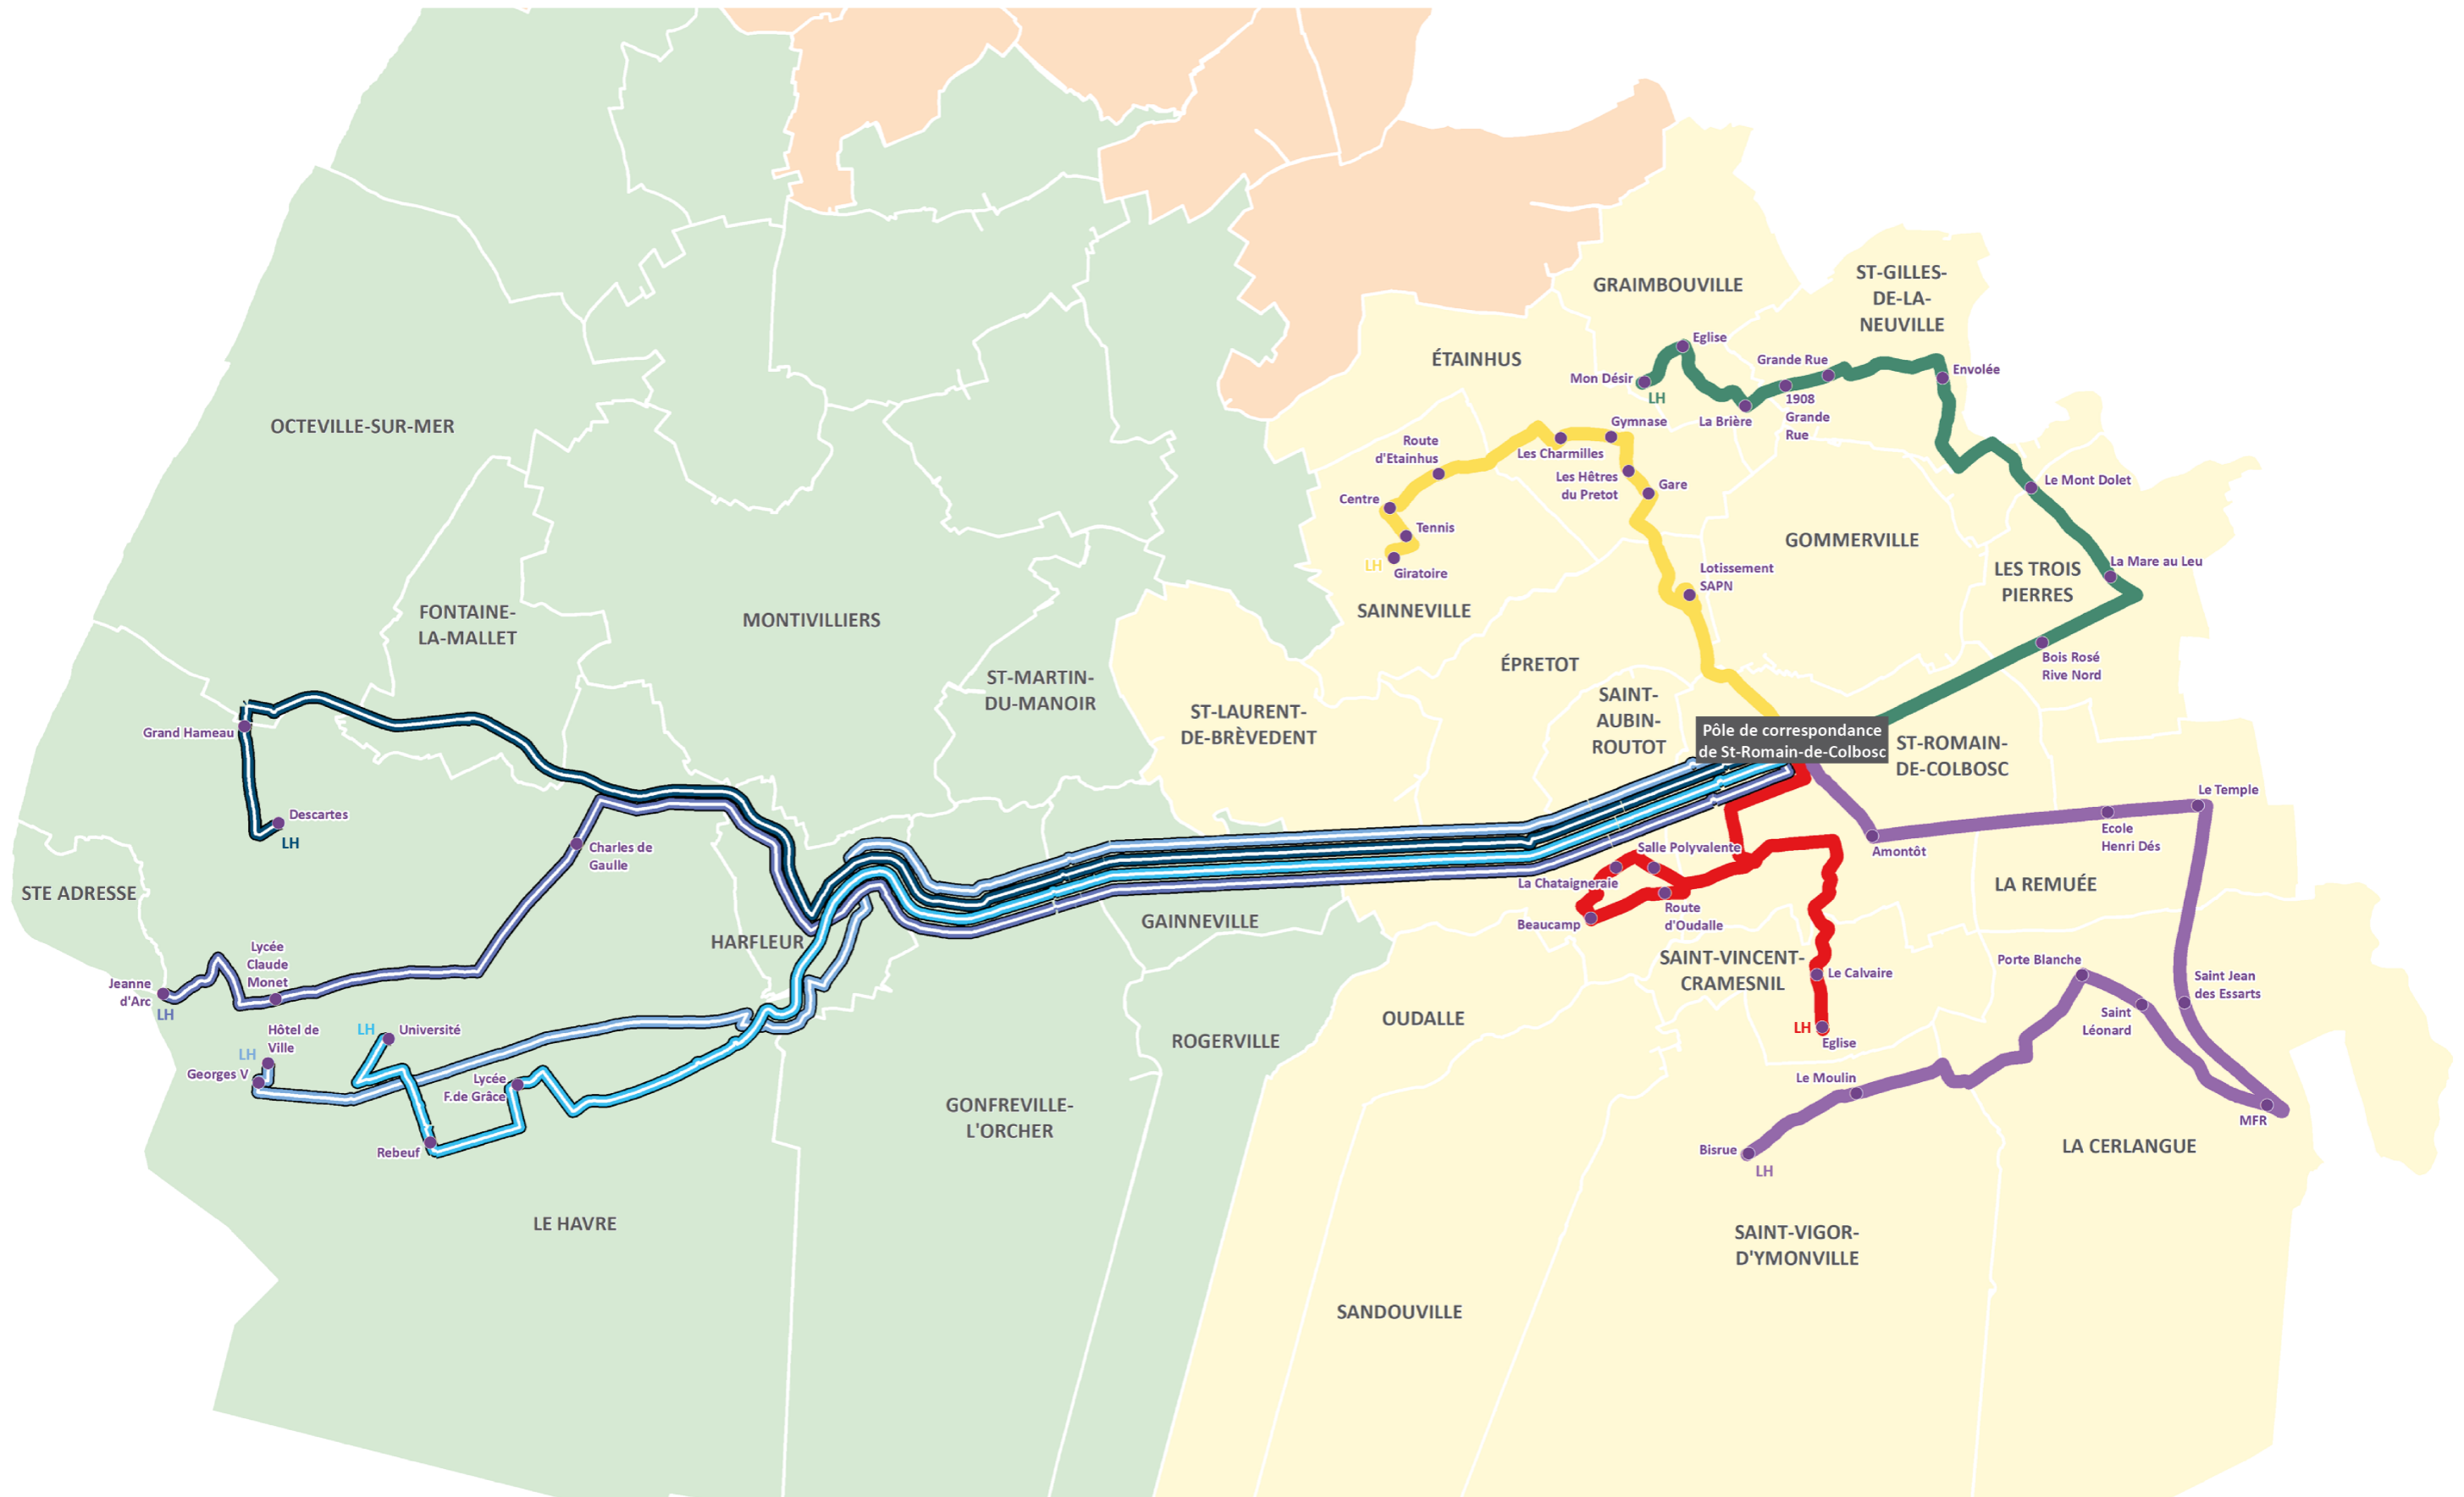 GRAIMBOUVILLE
ST-GILLES-
DE-LA-
NEUVILLE
ÉTAINHUS
Eglise
Mon Désir
LH
La Brière
Grande Rue
1908
Grande
Rue
Envolée
OCTEVILLE-SUR-MER
Route
d'Etainhus
Gymnase
Les Charmilles
Les Hêtres
du Pretot
Gare
Centre
Tennis
LH
Giratoire
Le Mont Dolet
GOMMERVILLE
La Mare au Leu
LES TROIS
PIERRES
Lotissement
SAPN
SAINNEVILLE
FONTAINE-
LA-MALLET
MONTIVILLIERS
ÉPRETOT
Bois Rosé
Rive Nord
ST-MARTIN-
DU-MANOIR
ST-LAURENT-
DE-BRÈVEDENT
SAINT-
AUBIN-
ROUTOT
Pôle de correspondance
de St-Romain-de-Colbosc
ST-ROMAIN-
DE-COLBOSC
Grand Hameau
Descartes
LH
Charles de
Gaulle
Le Temple
Ecole
Henri Dés
Amontôt
Salle Polyvalente
La Chataigneraie
Beaucamp
Route
d'Oudalle
LA REMUÉE
STE ADRESSE
HARFLEUR
GAINNEVILLE
Lycée
Claude
Monet
Jeanne
d'Arc
LH
SAINT-VINCENT-
CRAMESNIL
Le Calvaire
LH
Eglise
Porte Blanche
Saint
Léonard
Saint Jean
des Essarts
OUDALLE
ROGERVILLE
Hôtel de
Ville
LH
Georges V
LH
Université
Lycée
F.de Grâce
Rebeuf
GONFREVILLE-
L'ORCHER
Le Moulin
Bisrue
LH
MFR
LA CERLANGUE
LE HAVRE
SAINT-VIGOR-
D'YMONVILLE
SANDOUVILLE